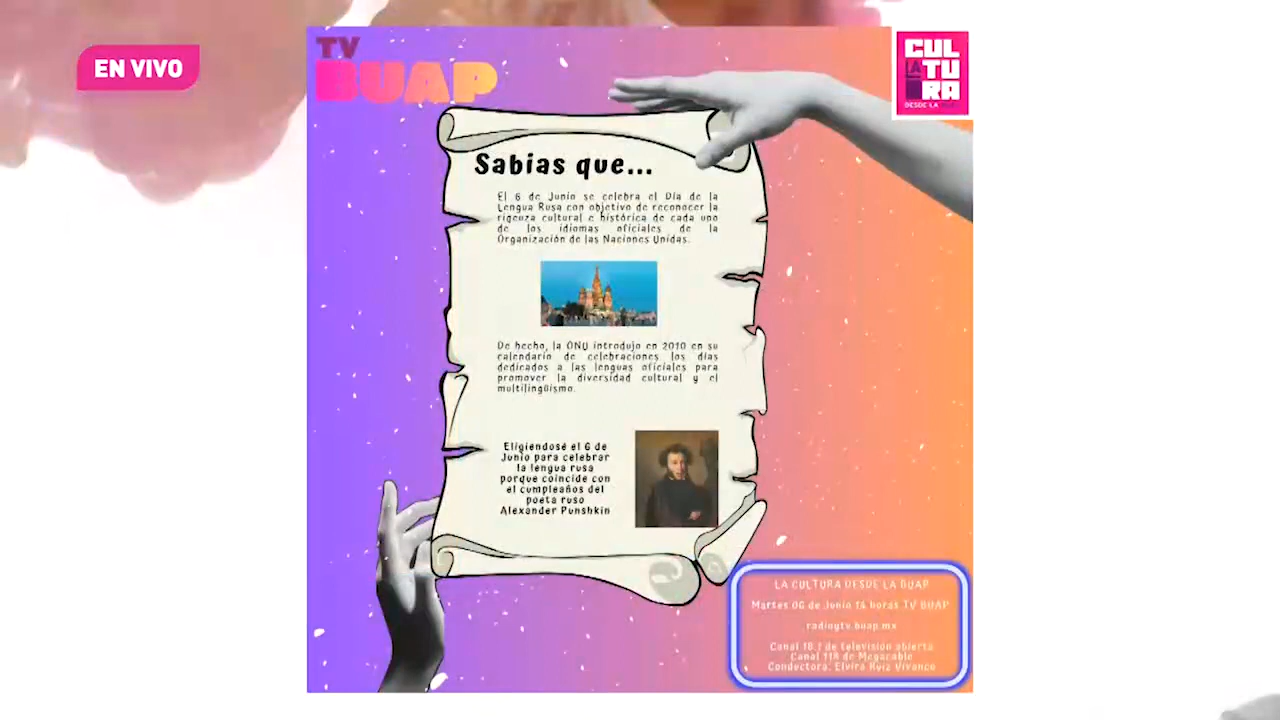 EN VIVO
TV
BUAP
CUL
LA TU
RA
DESDE LA
Sabias que...
El 6 de Junio se celebra el Día de la
Lengua Rusa con objetivo de reconocer la
riqueza cultural e histórica de cada uno
de los idiomas oficiales de la
Organización de las Naciones Unidas.
De hecho, la ONU introdujo en 2010 en su
calendario de celebraciones los días
dedicados a las lenguas oficiales para
promover la diversidad cultural y el
multilingüismo.
Eligiendose el 6 de
Junio para celebrar
la lengua rusa
porque coincide con
el cumpleaños del
poeta ruso
Alexander Punshkin
LA CULTURA DESDE LA BUAP
Martes 06 de Junio 14 horas TV BUAP
radioytv.buap.mx
Canal 18.1 de televisión abierta
Canal 118 de Megacable
Conductora: Elvira Ruiz Vivanco